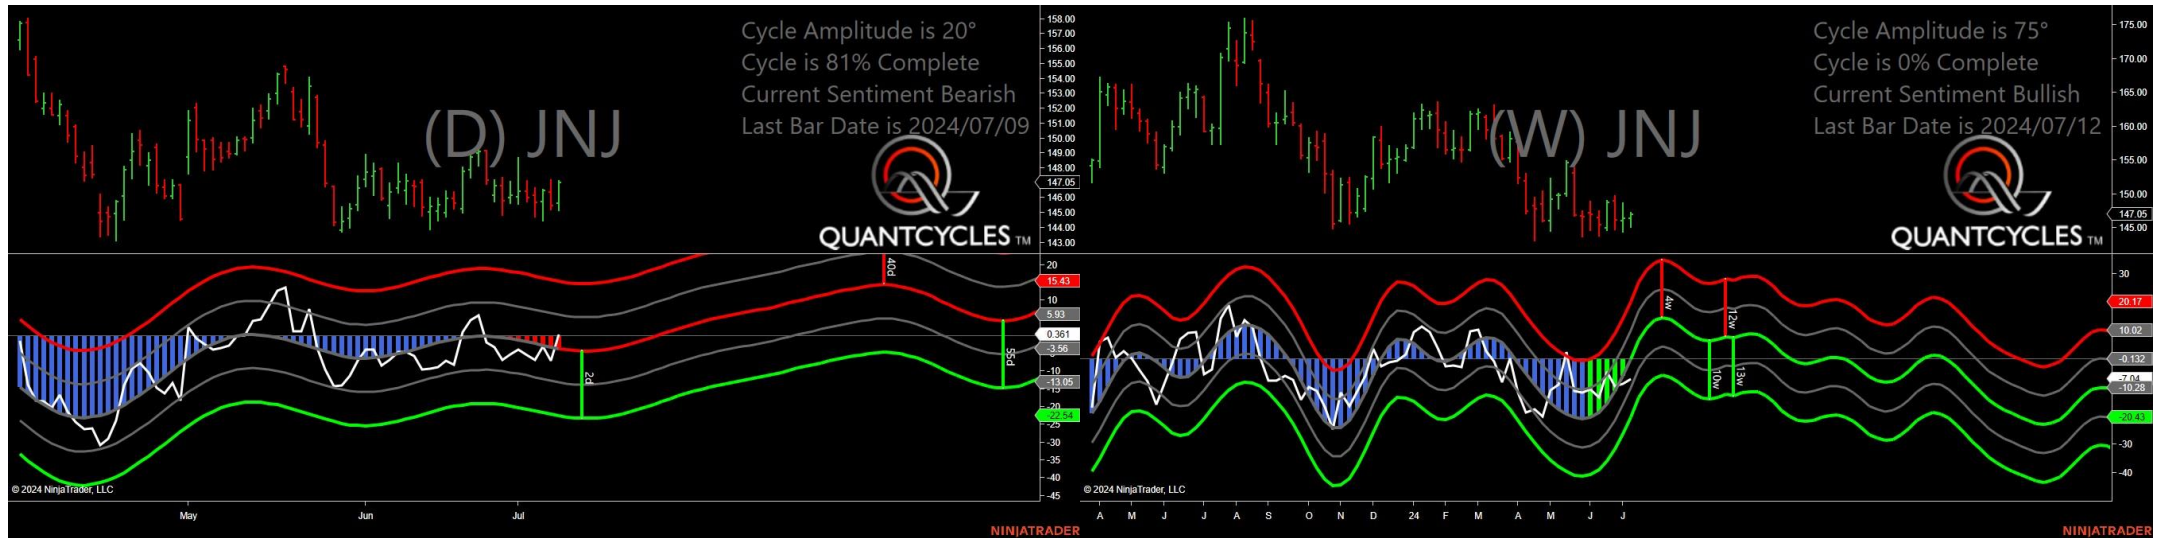 Cycle Amplitude is 20°
Cycle is 81% Complete
Current Sentiment Bearish
Last Bar Date is 2024/07/09
(D) JNJ
QUANTCYCLES TM
158.00
157.00
156.00
155.00
154.00
153.00
152.00
151.00
150.00
149.00
148.00
147.05
146.00
145.00
144.00
143.00
40d
20
15.43
10
5.93
0.361
-3.56
-10
-13.05
-20
-22.54
-25
-30
-35
-40
-45
2d
55d
© 2024 NinjaTrader, LLC
May
Jun
Jul
NINJATRADER
Cycle Amplitude is 75°
Cycle is 0% Complete
Current Sentiment Bullish
Last Bar Date is 2024/07/12
(W) JNJ
QUANTCYCLES TM
175.00
170.00
165.00
160.00
155.00
150.00
147.05
145.00
4w
12w
10w
13w
30
20.17
10.02
-0.132
-7.04
-10.28
-20.43
-30
-40
© 2024 NinjaTrader, LLC
A M J J A S O N D 24 F M A M J J
NINJATRADER